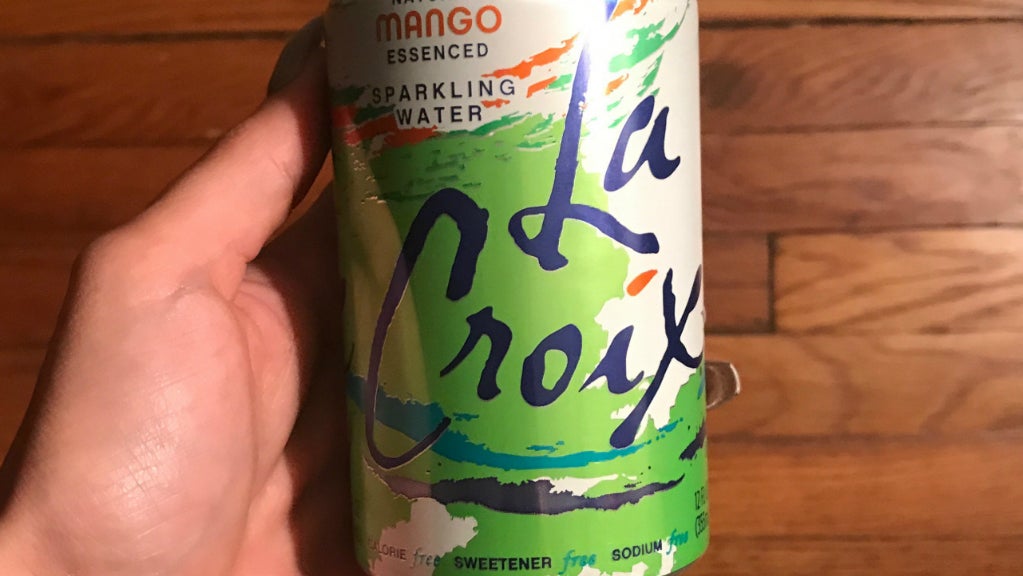 MANGO
ESSENCED
SPARKLING
WATER
La
Croix
CALORIE free SWEETENER free SODIUM free